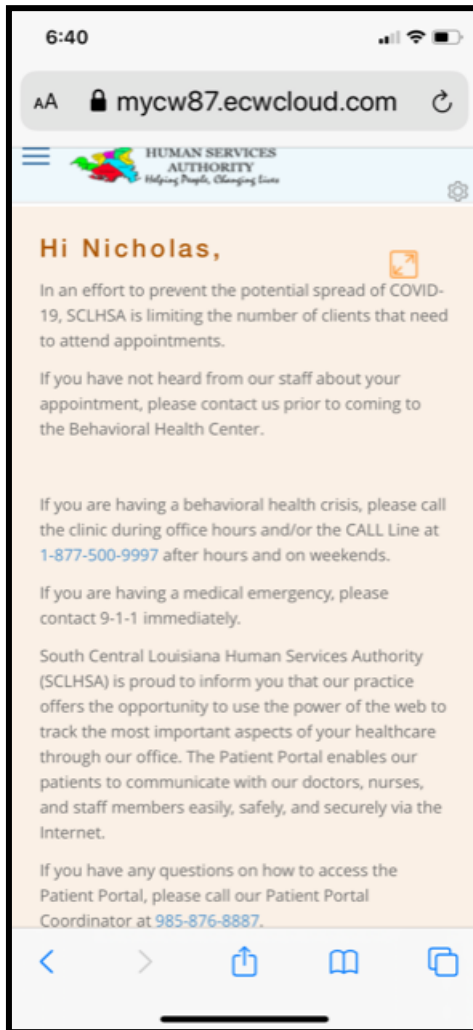 6:40
AA mycw87.ecwcloud.com
HUMAN SERVICES
AUTHORITY
Helping People, Changing Lives
Hi Nicholas,
In an effort to prevent the potential spread of COVID-
19, SCLHSA is limiting the number of clients that need
to attend appointments.
If you have not heard from our staff about your
appointment, please contact us prior to coming to
the Behavioral Health Center.
If you are having a behavioral health crisis, please call
the clinic during office hours and/or the CALL Line at
1-877-500-9997 after hours and on weekends.
If you are having a medical emergency, please
contact 9-1-1 immediately.
South Central Louisiana Human Services Authority
(SCLHSA) is proud to inform you that our practice
offers the opportunity to use the power of the web to
track the most important aspects of your healthcare
through our office. The Patient Portal enables our
patients to communicate with our doctors, nurses,
and staff members easily, safely, and securely via the
Internet.
If you have any questions on how to access the
Patient Portal, please call our Patient Portal
Coordinator at 985-876-8887.